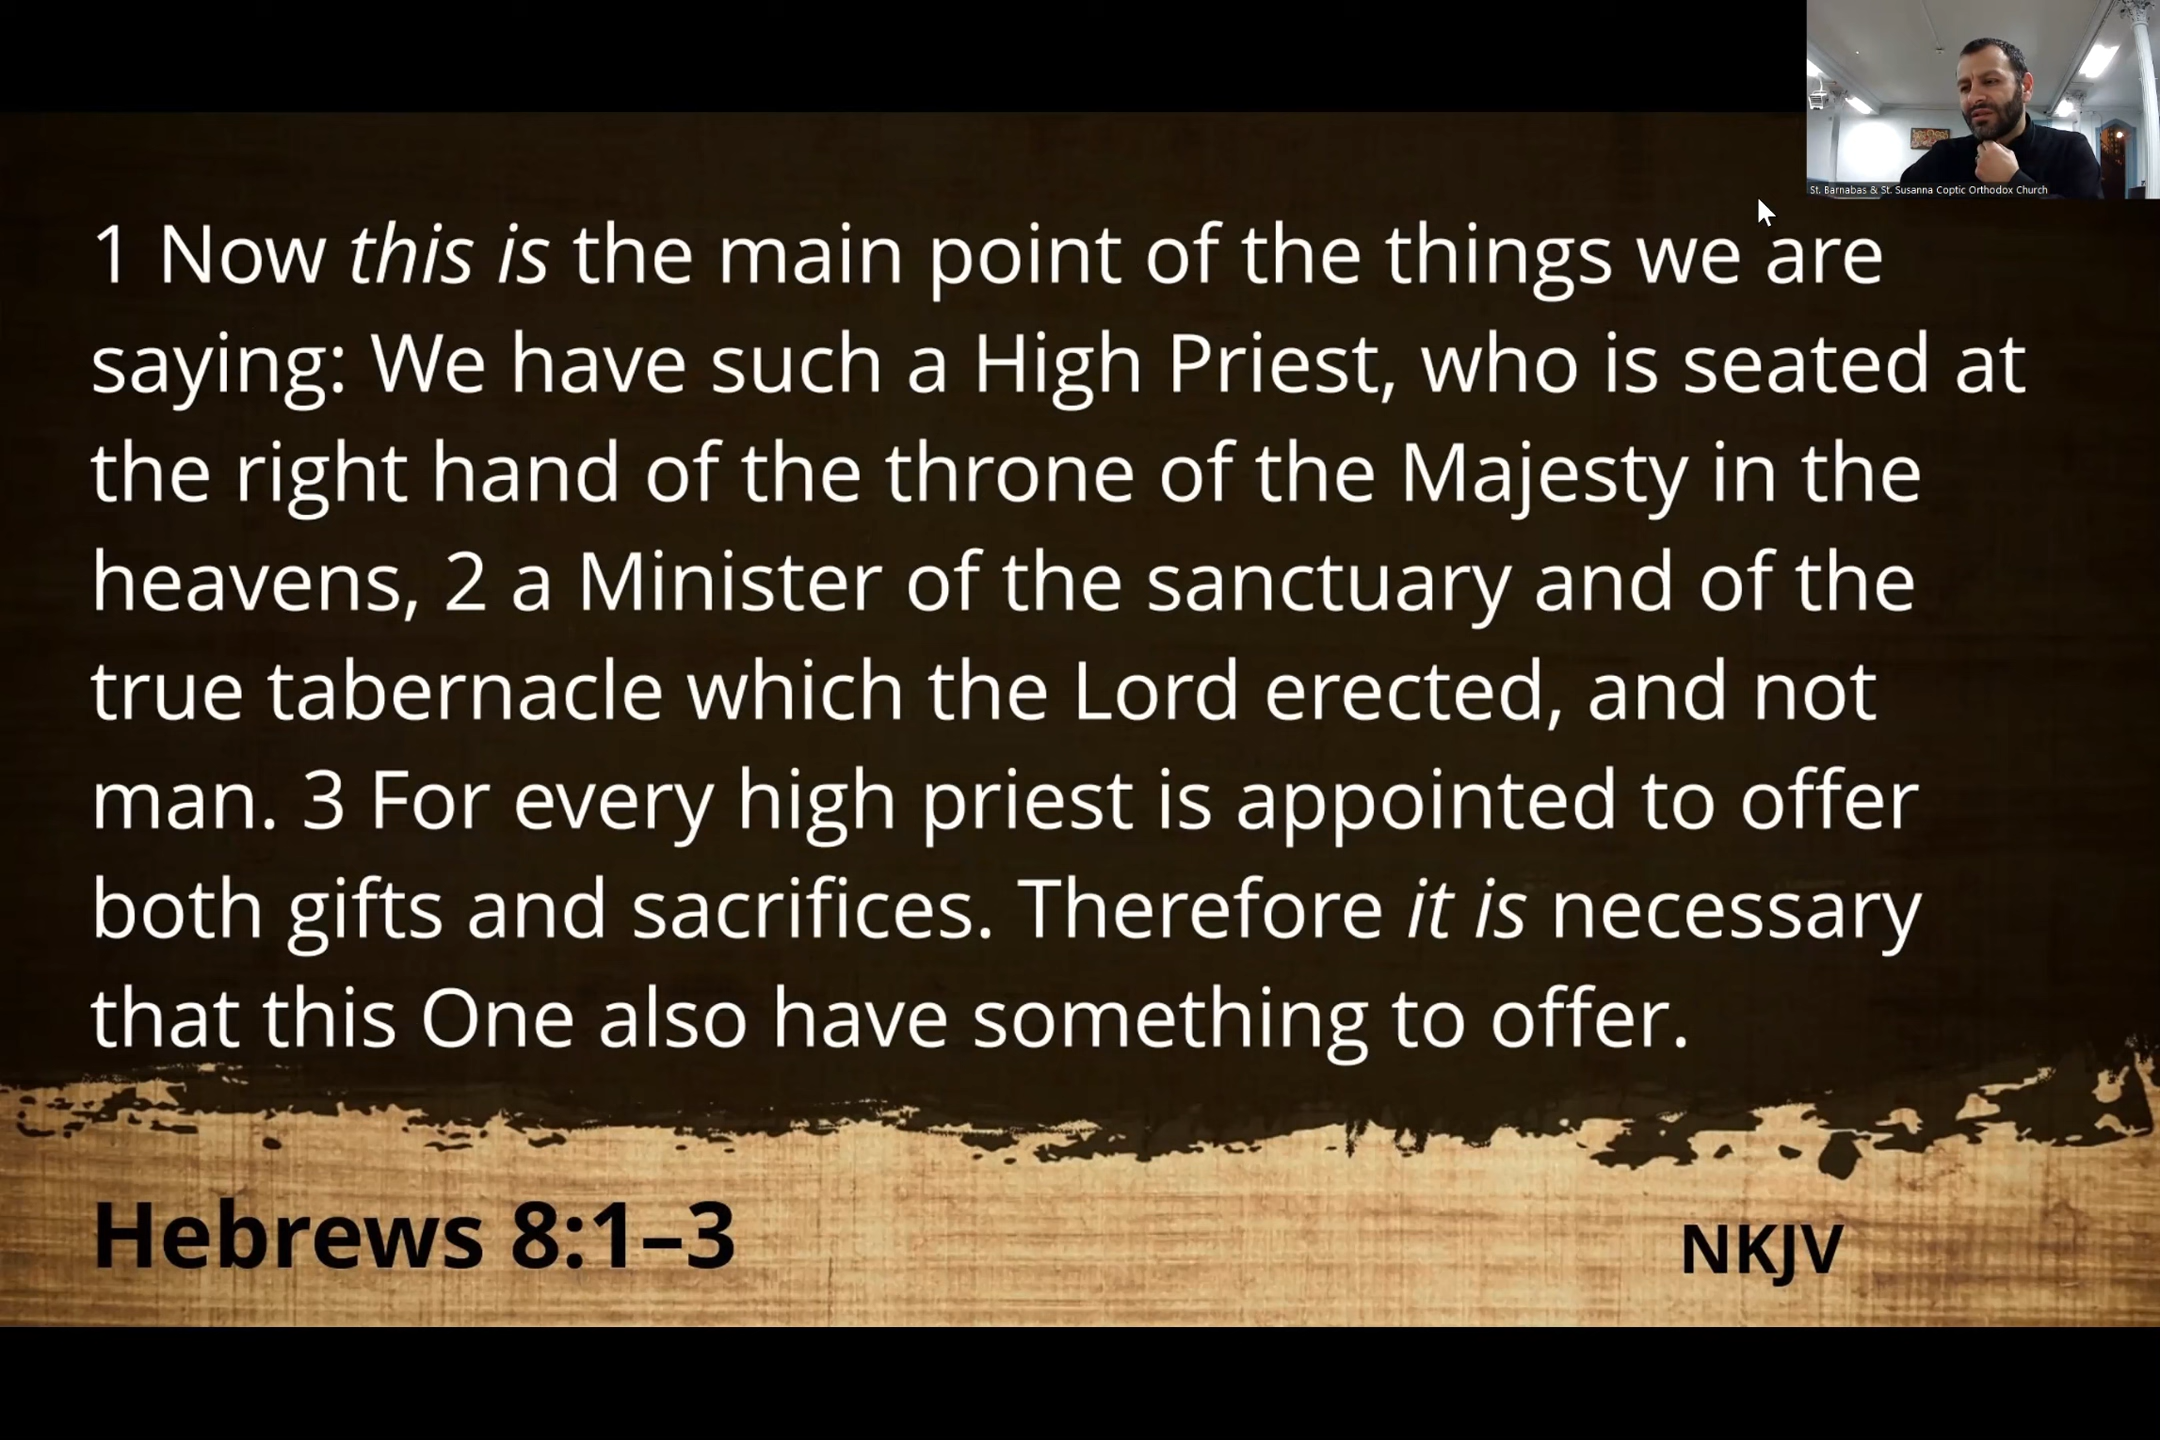 St. Barnabas & St. Susanna Coptic Orthodox Church
1 Now this is the main point of the things we are
saying: We have such a High Priest, who is seated at
the right hand of the throne of the Majesty in the
heavens, 2 a Minister of the sanctuary and of the
true tabernacle which the Lord erected, and not
man. 3 For every high priest is appointed to offer
both gifts and sacrifices. Therefore it is necessary
that this One also have something to offer.
Hebrews 8:1–3
NKJV